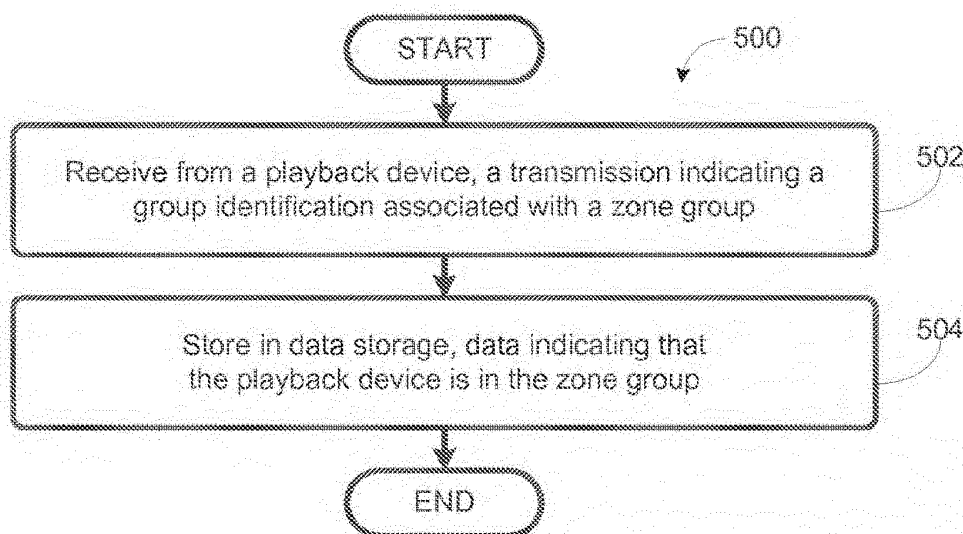 START
500
Receive from a playback device, a transmission indicating a
group identification associated with a zone group
502
Store in data storage, data indicating that
the playback device is in the zone group
504
END